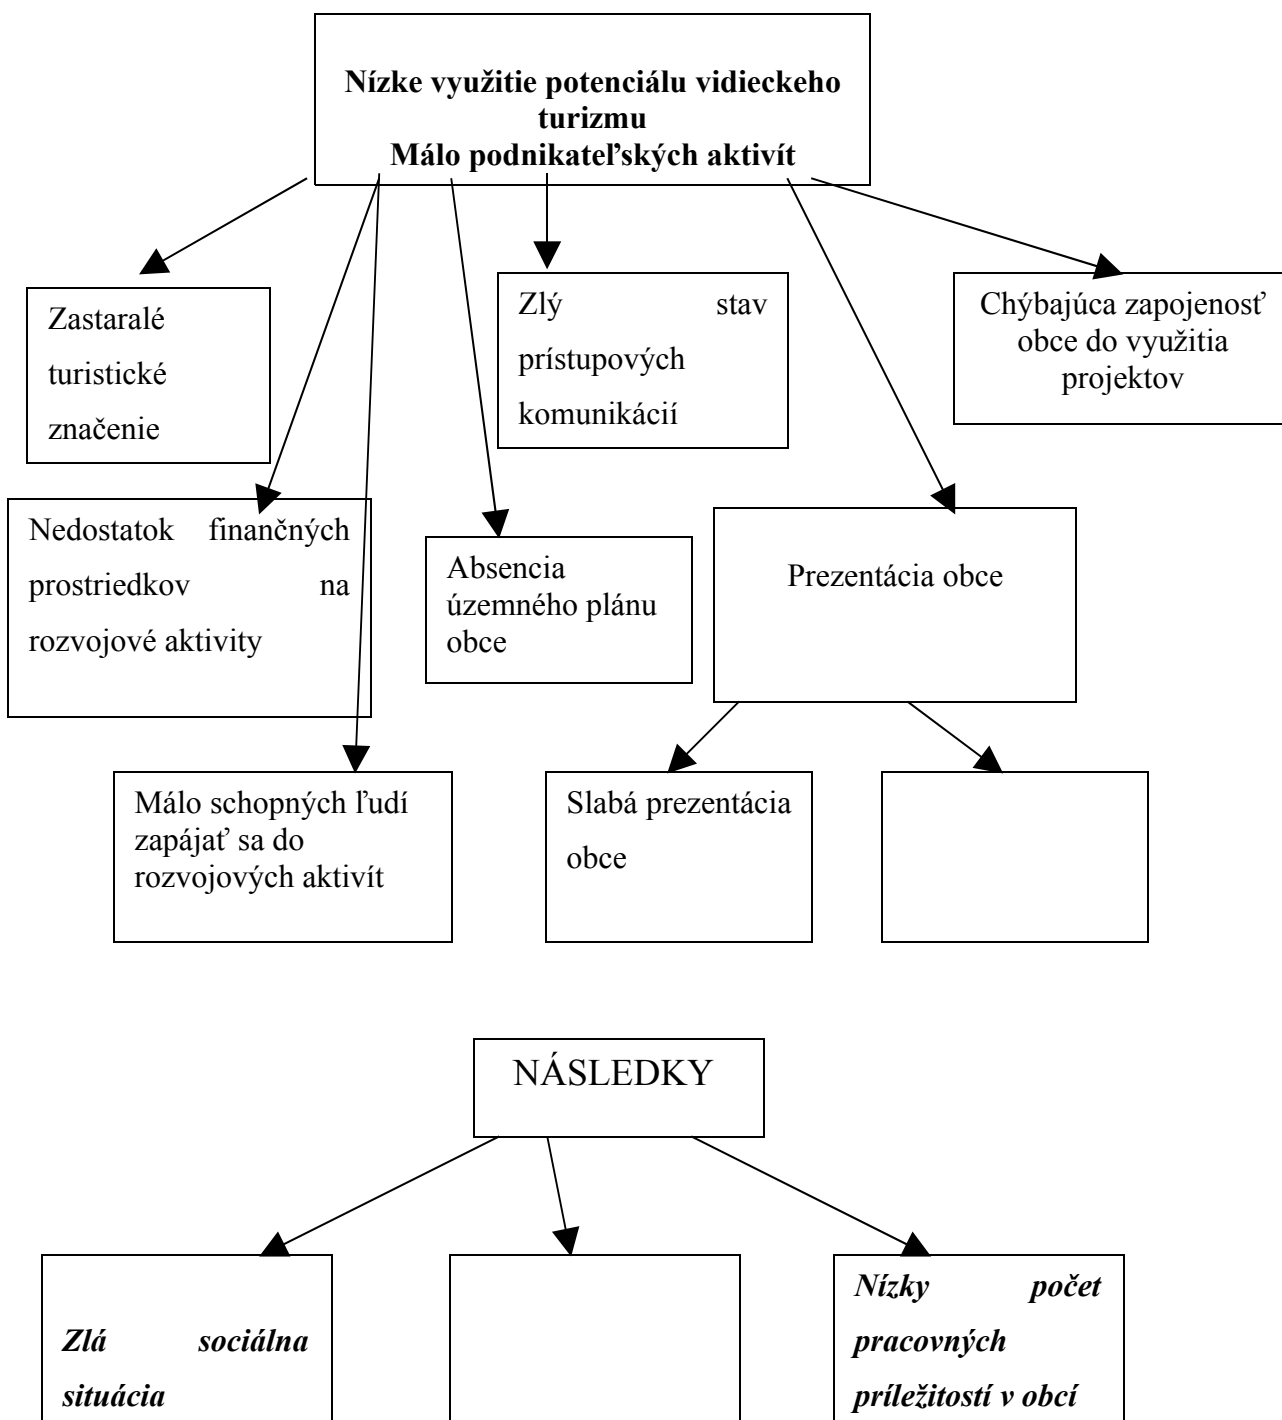 Nízke využitie potenciálu vidieckeho
turizmu
Málo podnikateľských aktivít
Zastaralé
turistické
značenie
Zlý stav
prístupových
komunikácií
Chýbajúca zapojenosť
obce do využitia
projektov
Nedostatok finančných
prostriedkov na
rozvojové aktivity
Absencia
územného plánu
obce
Prezentácia obce
Málo schopných ľudí
zapájať sa do
rozvojových aktivít
Slabá prezentácia
obce
NÁSLEDKY
Zlá sociálna
situácia
Nízky počet
pracovných
príležitostí v obcí